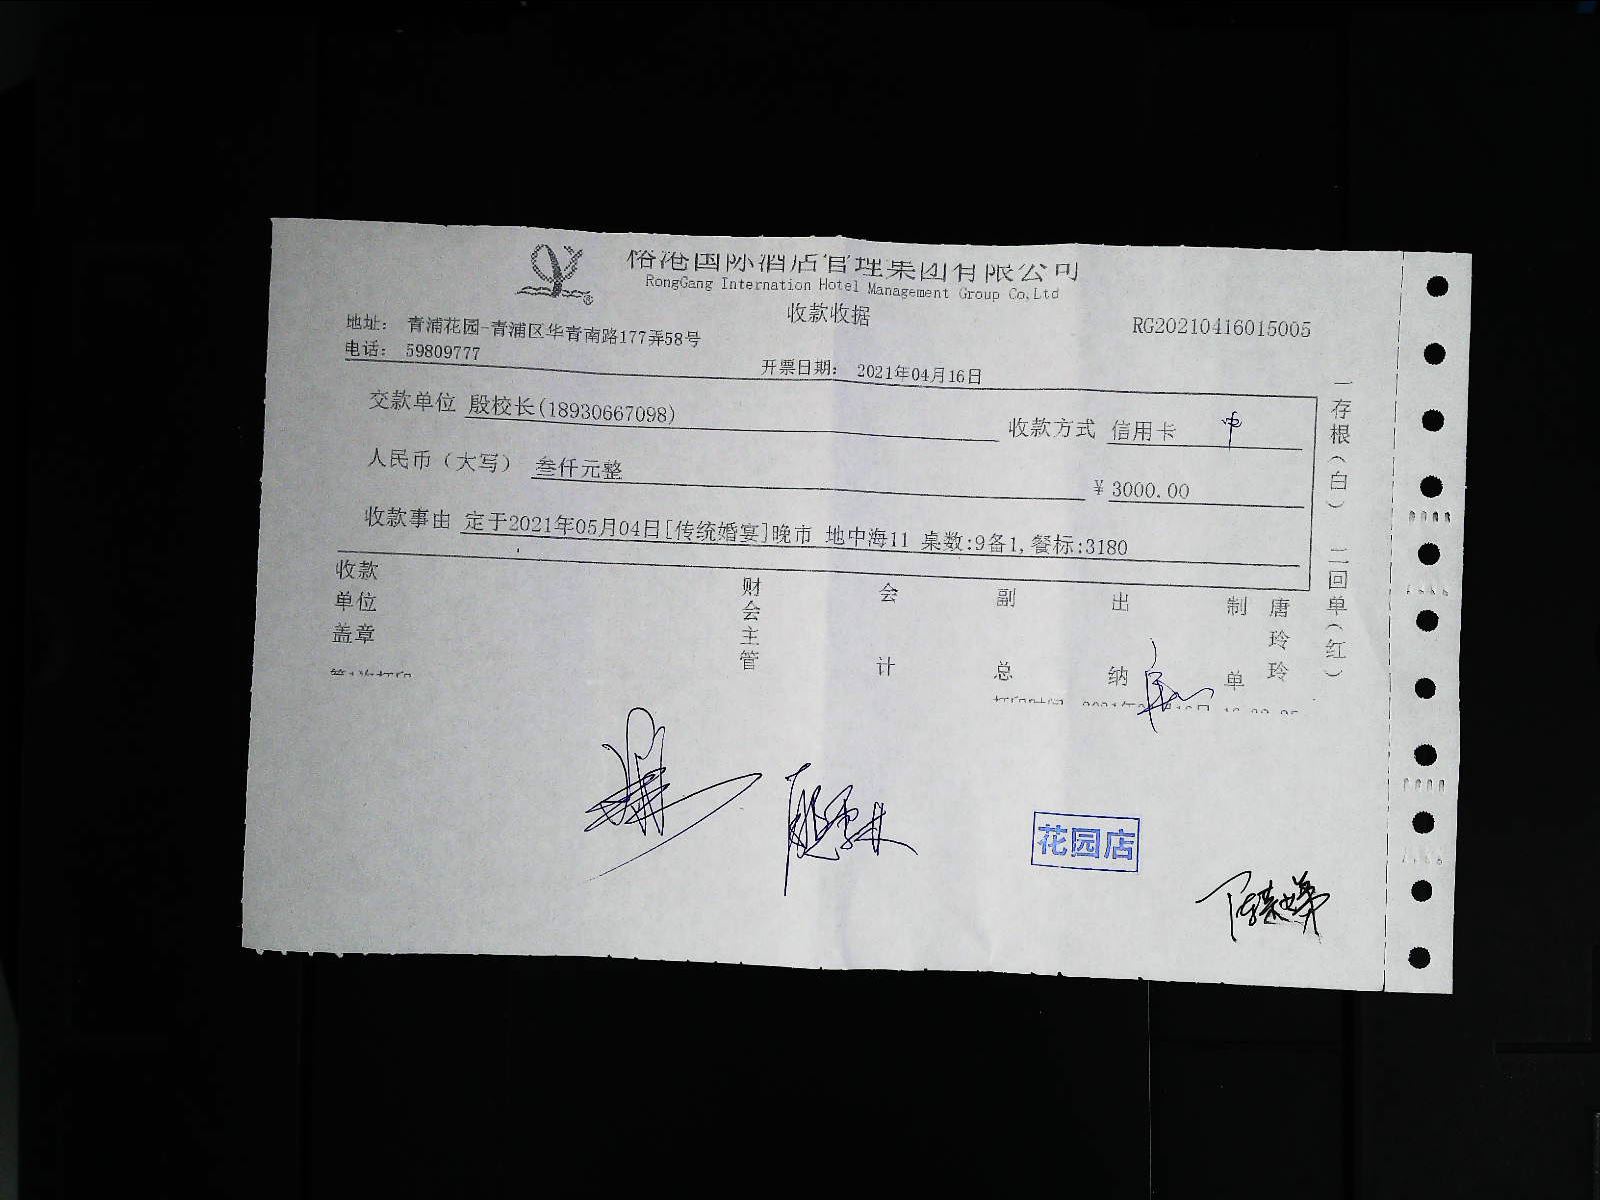 俗港国际酒店管理集团有限公司
RongGang Internation Hotel Management Group Co,Ltd
收款收据
RG20210416015005
地址： 青浦花园-青浦区华青南路177弄58号
电话： 59809777
开票日期： 2021年04月16日
交款单位 殷校长(18930667098)
收款方式 信用卡 中
人民币（大写） 叁仟元整
￥3000.00
收款事由 定于2021年05月04日[传统婚宴]晚市 地中海11 桌数:9备1,餐标:3180
收款单位盖章
财会主管
会计
副总
出纳
制单
唐玲玲
一存根(白) 二回单(红)
花园店